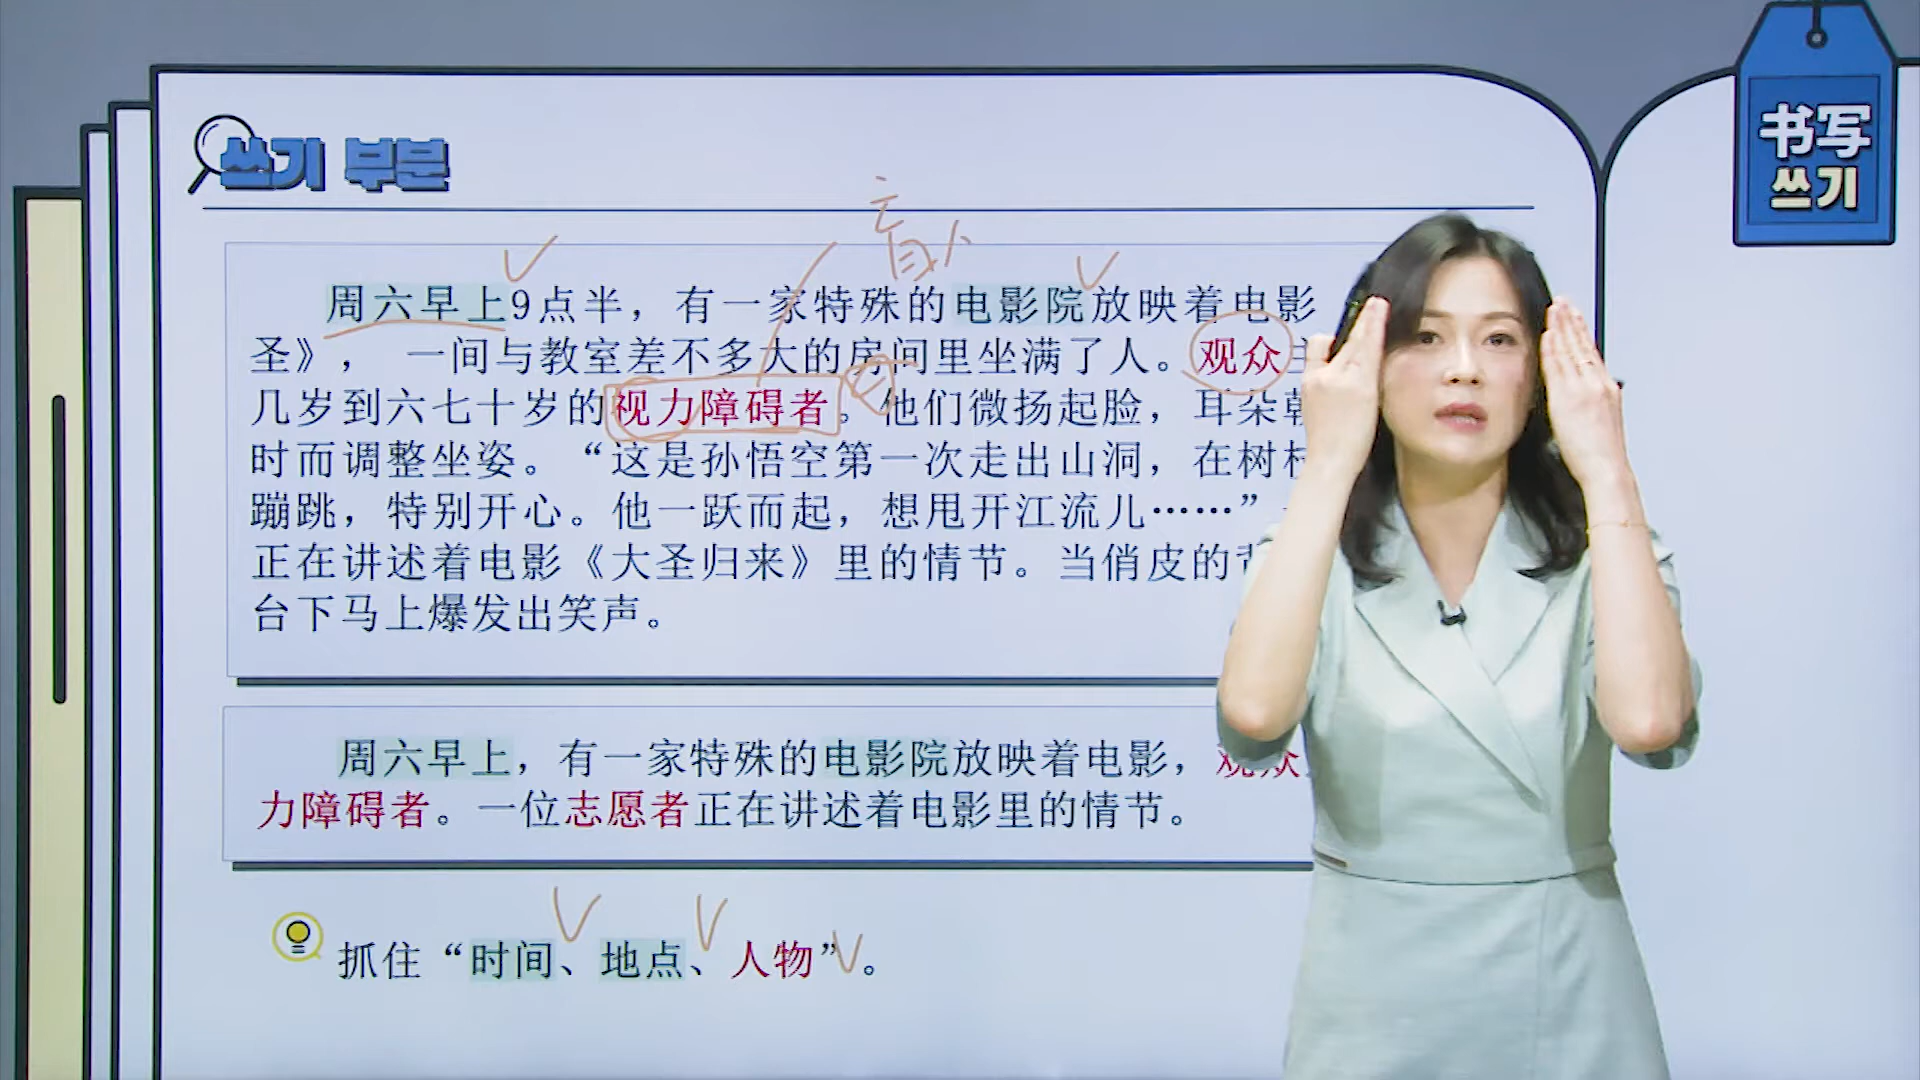 书写
쓰기
쓰기 부분
盲人
周六早上9点半，有一家特殊的电影院放映着电影
圣》， 一间与教室差不多大的房间里坐满了人。观众
几岁到六七十岁的视力障碍者。他们微扬起脸，耳朵
时而调整坐姿。“这是孙悟空第一次走出山洞，在树
蹦跳，特别开心。他一跃而起，想甩开江流儿……”
正在讲述着电影《大圣归来》里的情节。当俏皮的
台下马上爆发出笑声。
周六早上，有一家特殊的电影院放映着电影，观众
力障碍者。一位志愿者正在讲述着电影里的情节。
抓住“时间、地点、人物”。